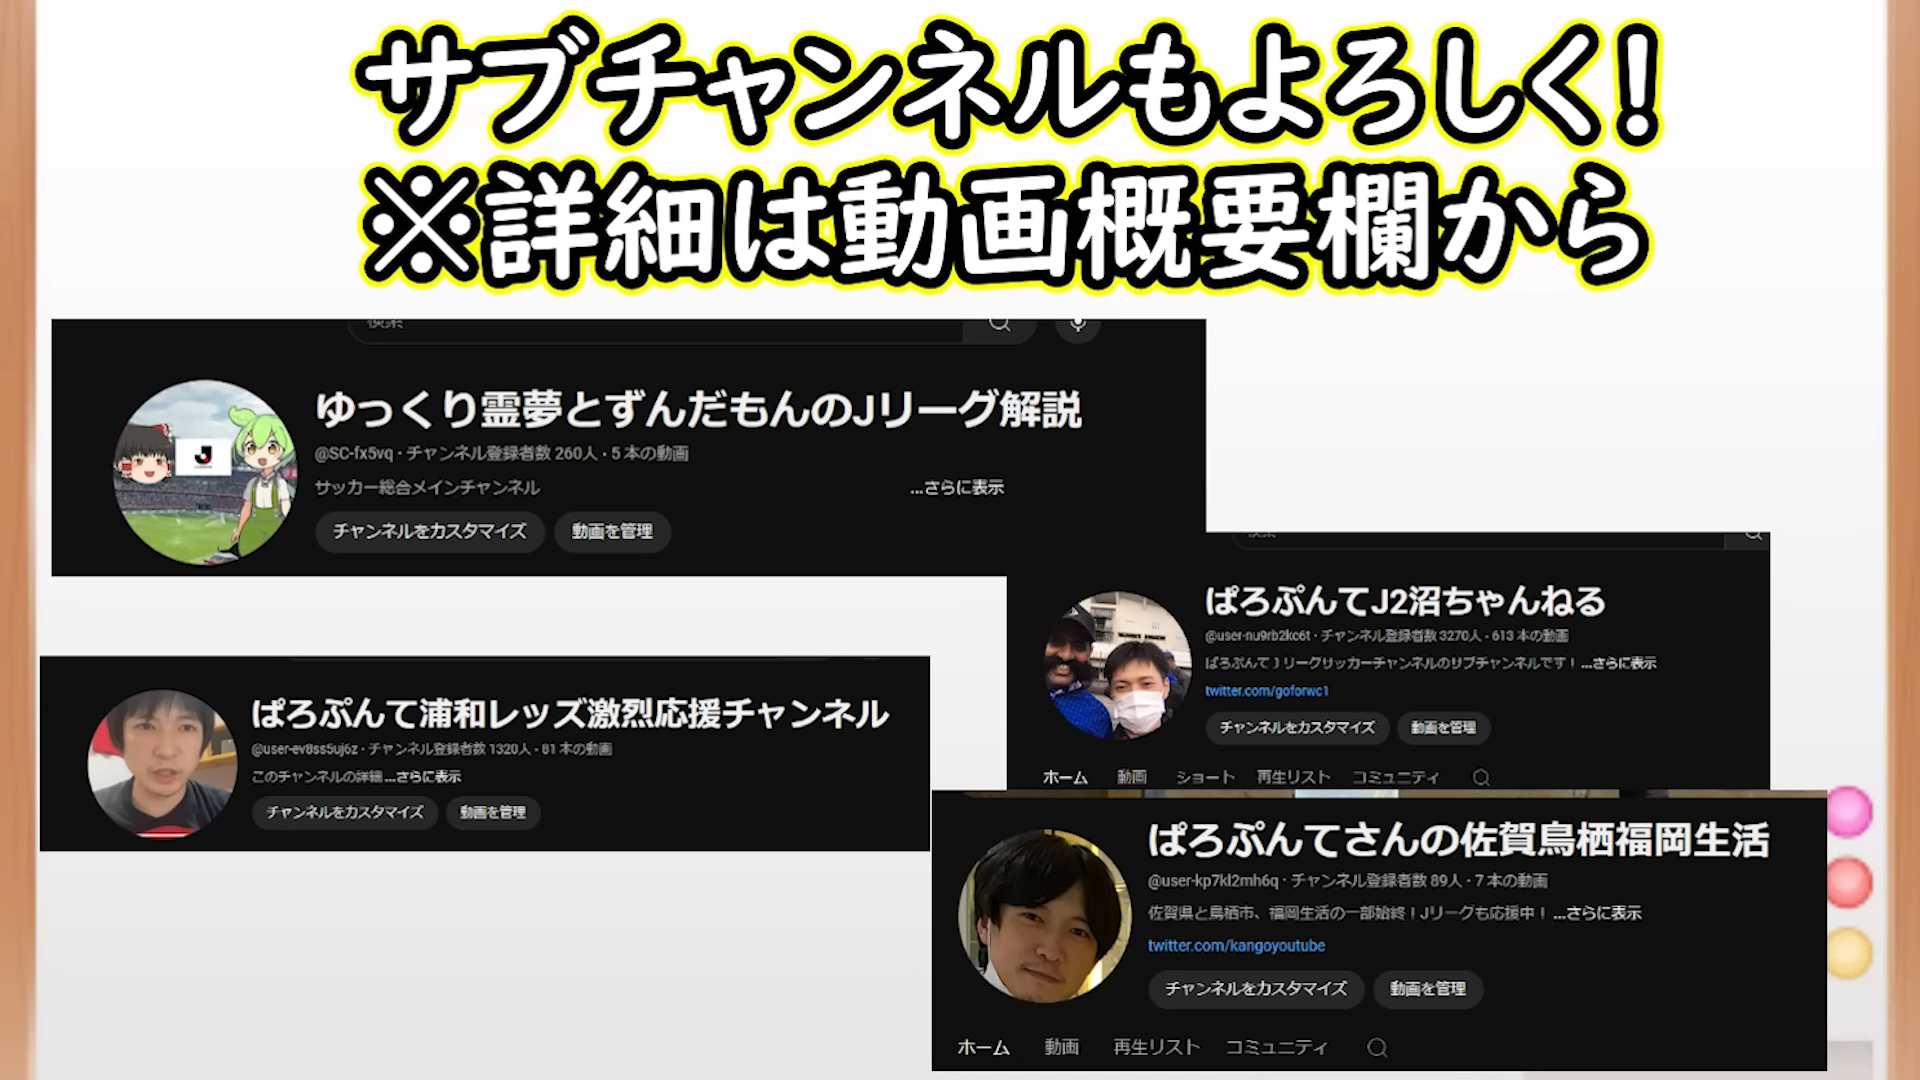 サブチャンネルもよろしく!
※詳細は動画概要欄から
検索
ゆっくり霊夢とずんだもんのJリーグ解説
@SC-fx5vq・チャンネル登録者数 260人・5 本の動画
サッカー総合メインチャンネル ...さらに表示
チャンネルをカスタマイズ 動画を管理
ぱろぷんてJ2沼ちゃんねる
@user-nu9rb2kc6t・チャンネル登録者数 3270人・613 本の動画
ぱろぷんてJリーグサッカーチャンネルのサブチャンネルです! ...さらに表示
twitter.com/goforwc1
チャンネルをカスタマイズ 動画を管理
ホーム 動画 ショート 再生リスト コミュニティ
ぱろぷんて浦和レッズ激烈応援チャンネル
@user-ev8ss5uj6z・チャンネル登録者数 1320人・81 本の動画
このチャンネルの詳細 ...さらに表示
チャンネルをカスタマイズ 動画を管理
ぱろぷんてさんの佐賀鳥栖福岡生活
@user-kp7kl2mh6q・チャンネル登録者数 89人・7 本の動画
佐賀県と鳥栖市、福岡生活の一部始終!Jリーグも応援中! ...さらに表示
twitter.com/kangoyoutube
チャンネルをカスタマイズ 動画を管理
ホーム 動画 再生リスト コミュニティ